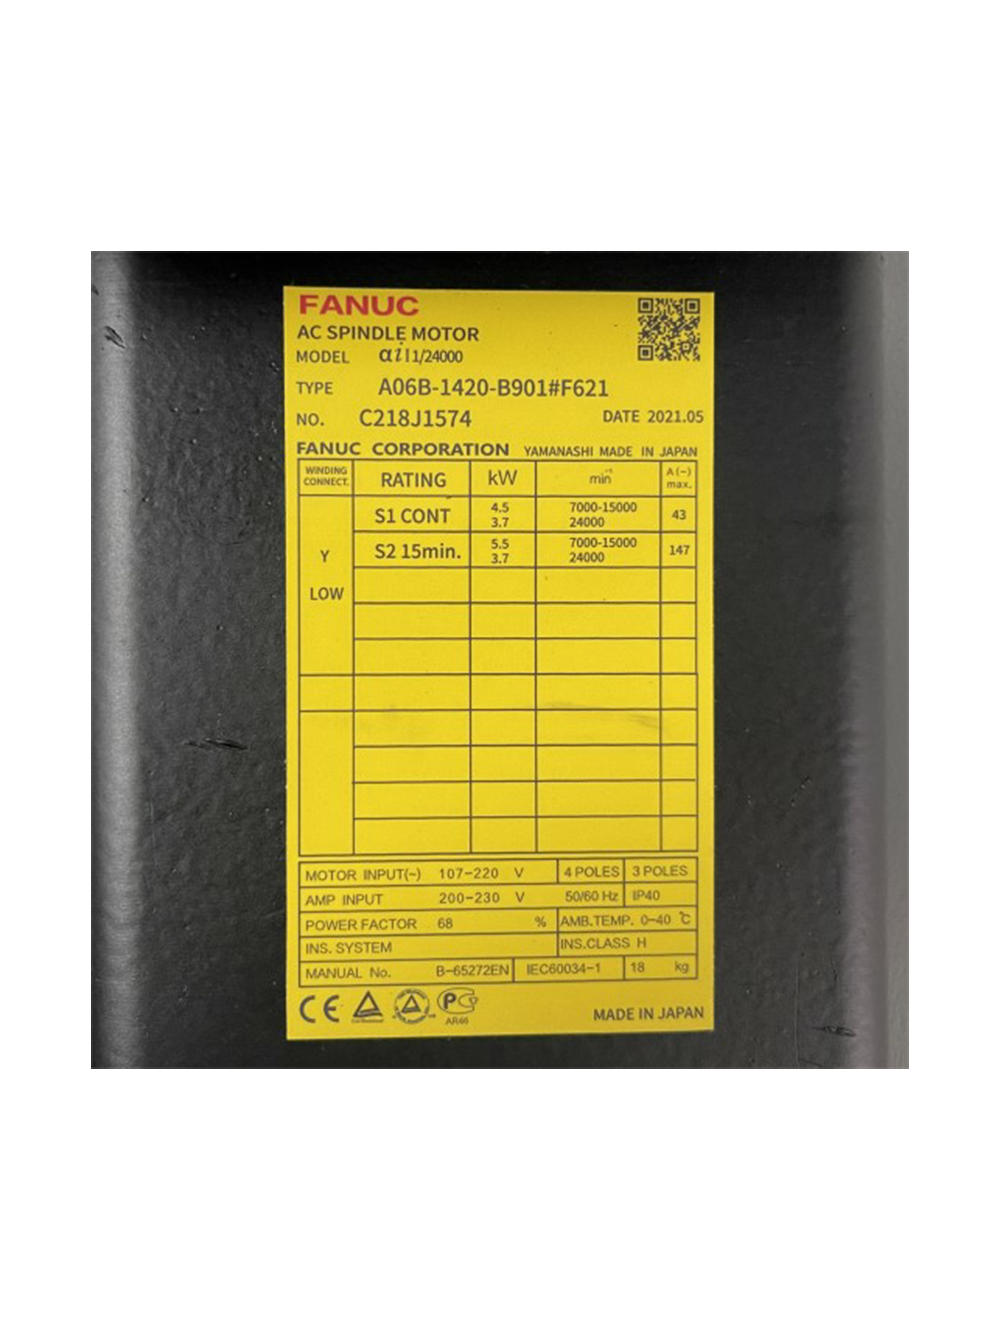 FANUC
AC SPINDLE MOTOR
MODEL αiI1/24000
TYPE A06B-1420-B901#F621
NO. C218J1574 DATE 2021.05
FANUC CORPORATION YAMANASHI MADE IN JAPAN
WINDING CONNECT. RATING kW min⁻¹ A(~) max.
S1 CONT 4.5 7000-15000 43
3.7 24000
Y S2 15min. 5.5 7000-15000 147
3.7 24000
LOW
MOTOR INPUT(~) 107-220 V 4 POLES 3 POLES
AMP INPUT 200-230 V 50/60 Hz IP40
POWER FACTOR 68 % AMB.TEMP. 0-40 ℃
INS. SYSTEM INS.CLASS H
MANUAL No. B-65272EN IEC60034-1 18 kg
CE PC
AR46
MADE IN JAPAN